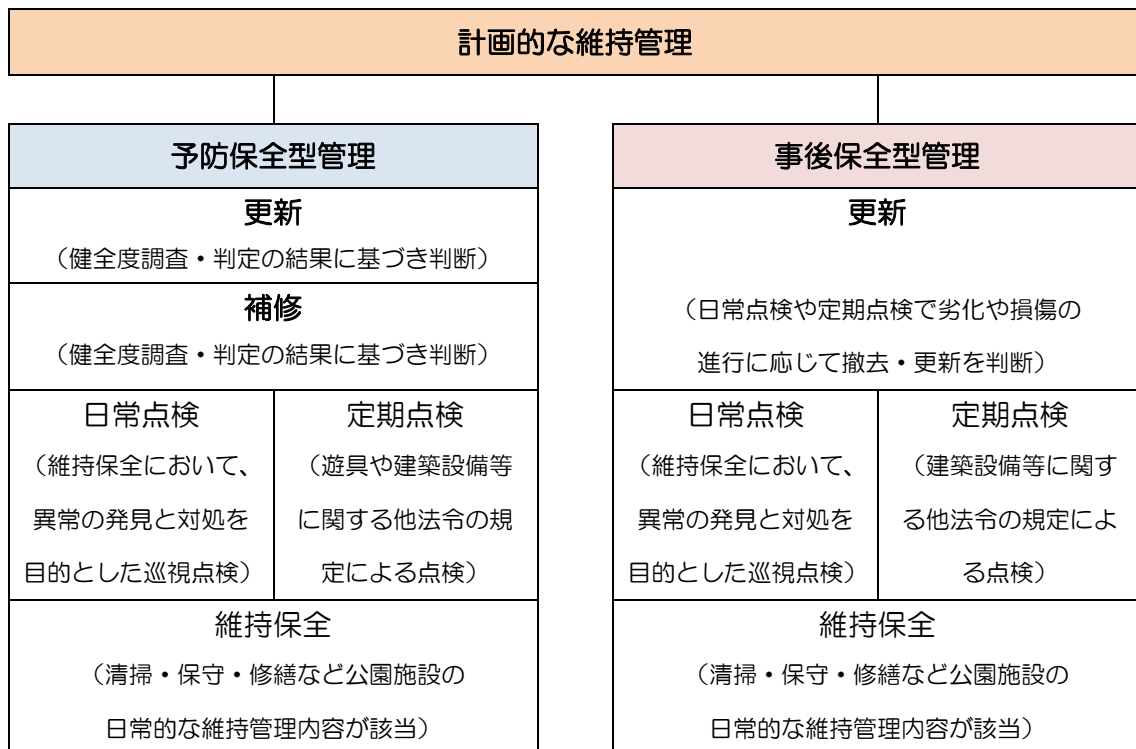 計画的な維持管理
予防保全型管理
更新
（健全度調査・判定の結果に基づき判断）
補修
（健全度調査・判定の結果に基づき判断）
日常点検
（維持保全において、
異常の発見と対処を
目的とした巡視点検）
定期点検
（遊具や建築設備等
に関する他法令の規
定による点検）
維持保全
（清掃・保守・修繕など公園施設の
日常的な維持管理内容が該当）
事後保全型管理
更新
（日常点検や定期点検で劣化や損傷の
進行に応じて撤去・更新を判断）
日常点検
（維持保全において、
異常の発見と対処を
目的とした巡視点検）
定期点検
（建築設備等に関す
る他法令の規定によ
る点検）
維持保全
（清掃・保守・修繕など公園施設の
日常的な維持管理内容が該当）